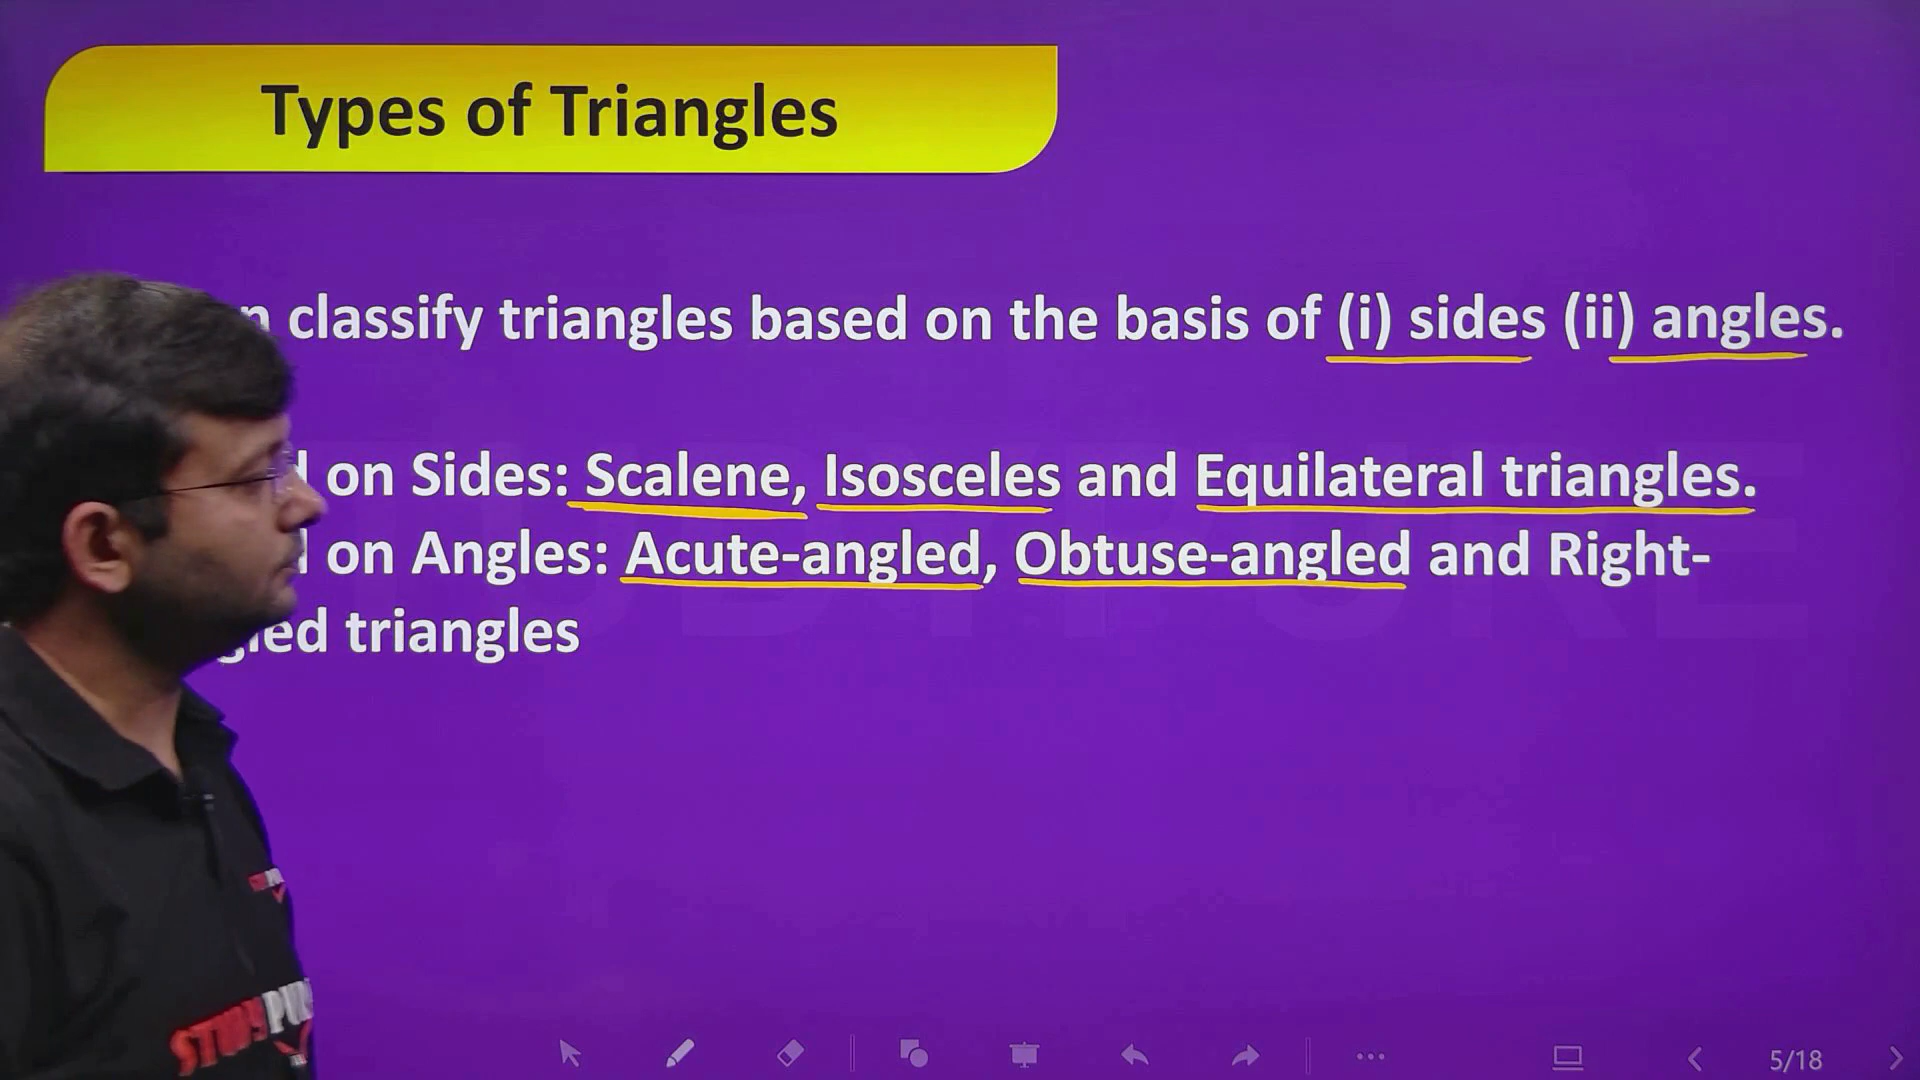 Types of Triangles
classify triangles based on the basis of (i) sides (ii) angles.
on Sides: Scalene, Isosceles and Equilateral triangles.
on Angles: Acute-angled, Obtuse-angled and Right-
triangles
5/18